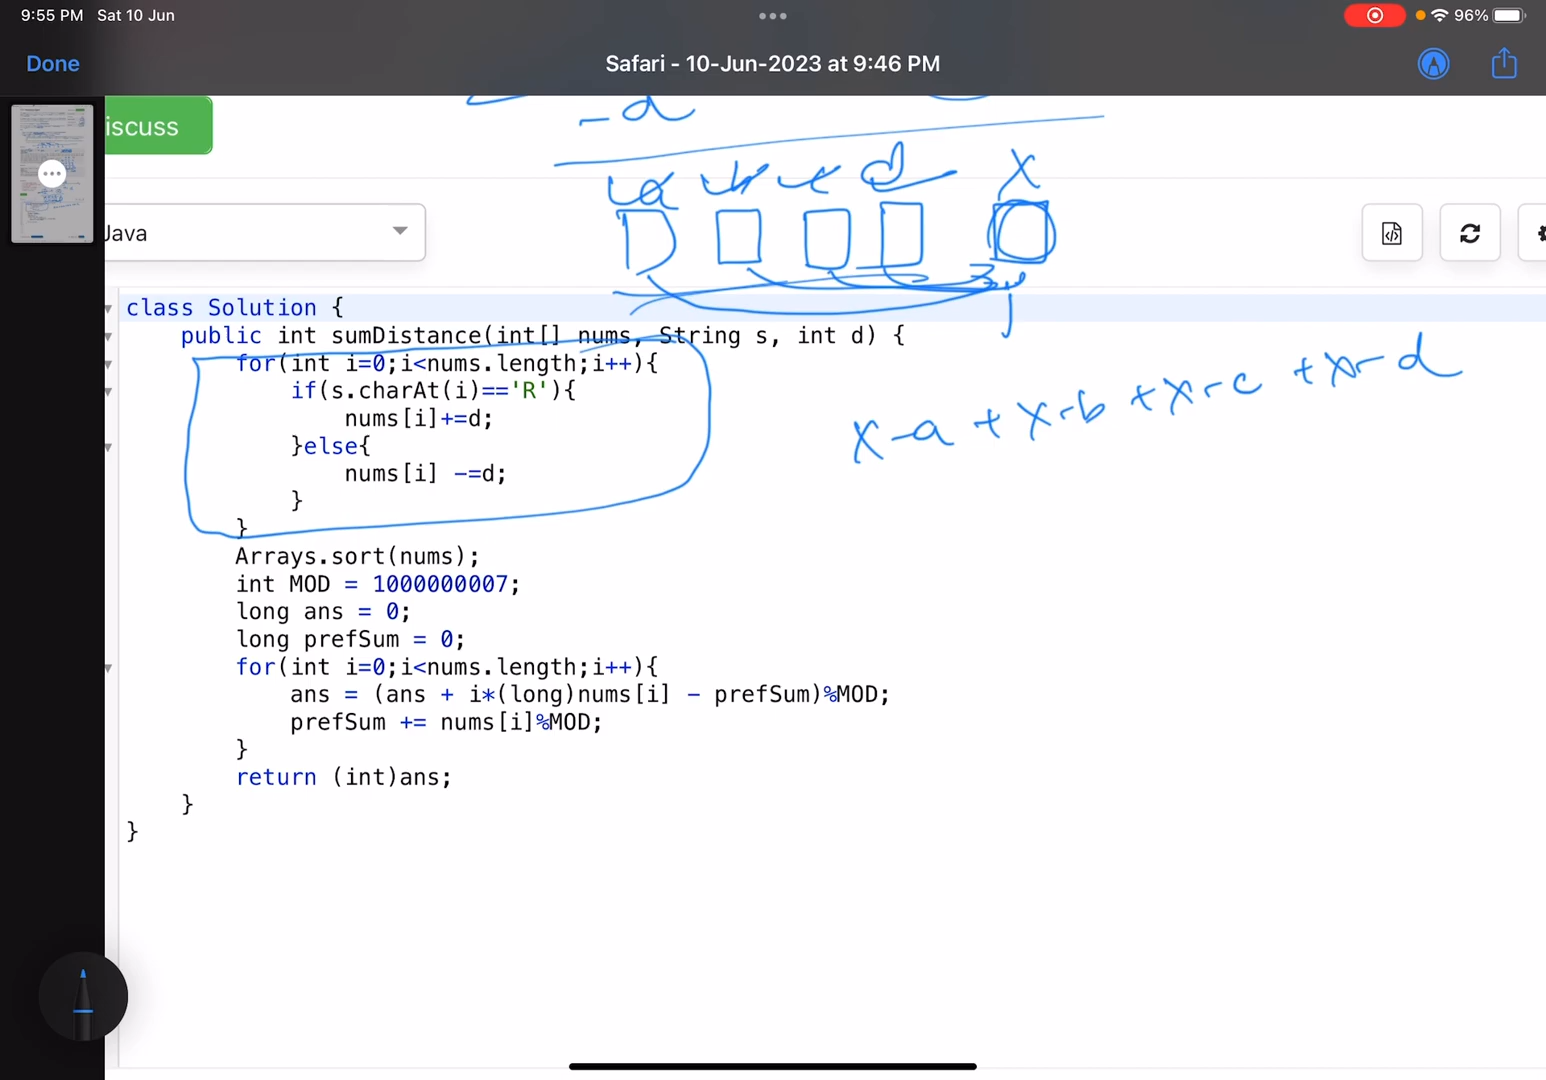 9:55 PM Sat 10 Jun
96%
Done
Safari - 10-Jun-2023 at 9:46 PM
iscuss
-d
a b c d x
Java
class Solution {
public int sumDistance(int[] nums, String s, int d) {
for(int i=0;i<nums.length;i++){
if(s.charAt(i)=='R'){
nums[i]+=d;
}else{
nums[i] -=d;
}
}
x-a + x-b + x-c + x-d
Arrays.sort(nums);
int MOD = 1000000007;
long ans = 0;
long prefSum = 0;
for(int i=0;i<nums.length;i++){
ans = (ans + i*(long)nums[i] - prefSum)%MOD;
prefSum += nums[i]%MOD;
}
return (int)ans;
}
}